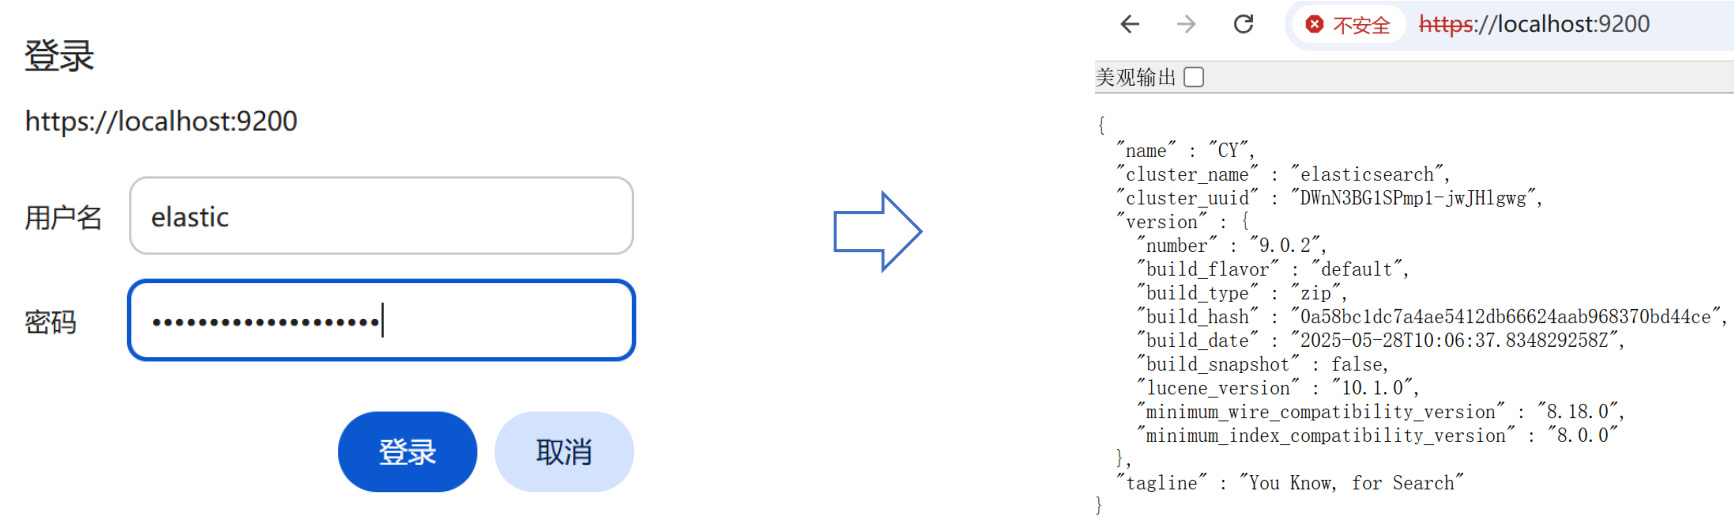 登录
https://localhost:9200
用户名 elastic
密码 ••••••••••••••••••••
登录 取消
不安全 https://localhost:9200
美观输出
{
"name" : "CY",
"cluster_name" : "elasticsearch",
"cluster_uuid" : "DWnN3BG1SPmp1-jwJHlgwg",
"version" : {
"number" : "9.0.2",
"build_flavor" : "default",
"build_type" : "zip",
"build_hash" : "0a58bc1dc7a4ae5412db66624aab968370bd44ce",
"build_date" : "2025-05-28T10:06:37.834829258Z",
"build_snapshot" : false,
"lucene_version" : "10.1.0",
"minimum_wire_compatibility_version" : "8.18.0",
"minimum_index_compatibility_version" : "8.0.0"
},
"tagline" : "You Know, for Search"
}